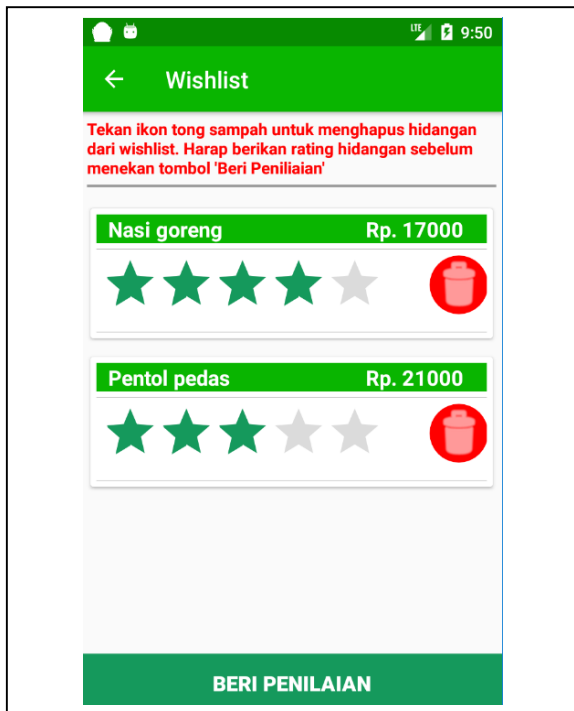 LTE 9:50
Wishlist
Tekan ikon tong sampah untuk menghapus hidangan
dari wishlist. Harap berikan rating hidangan sebelum
menekan tombol 'Beri Peniliaian'
Nasi goreng Rp. 17000
Pentol pedas Rp. 21000
BERI PENILAIAN